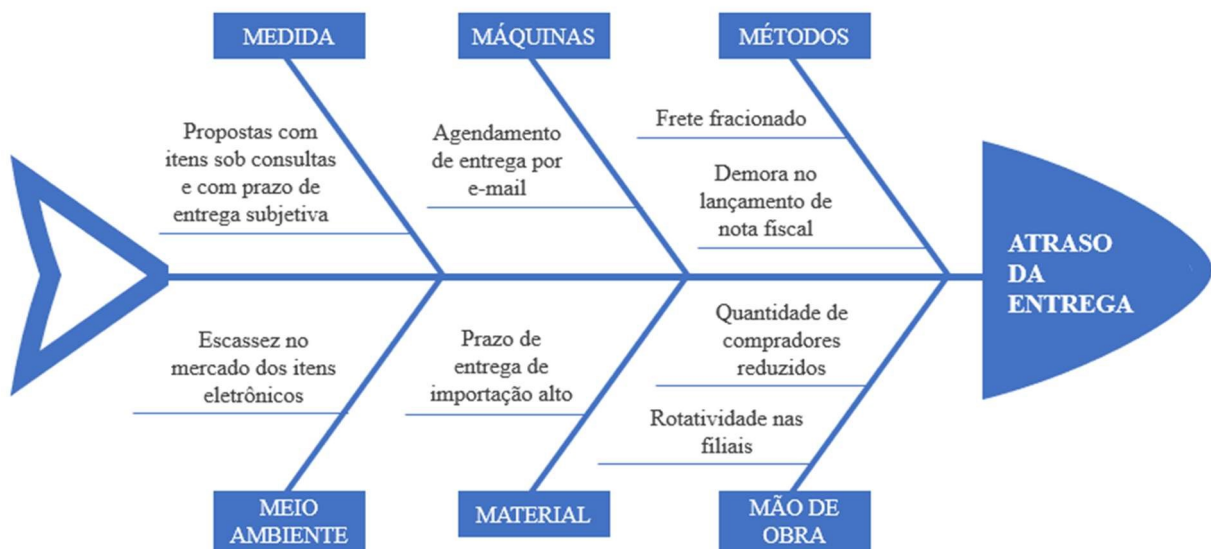 MEDIDA
MÁQUINAS
MÉTODOS
Propostas com
itens sob consultas
e com prazo de
entrega subjetiva
Agendamento
de entrega por
e-mail
Frete fracionado
Demora no
lançamento de
nota fiscal
ATRASO
DA
ENTREGA
Escassez no
mercado dos itens
eletrônicos
Prazo de
entrega de
importação alto
Quantidade de
compradores
reduzidos
Rotatividade nas
filiais
MEIO
AMBIENTE
MATERIAL
MÃO DE
OBRA